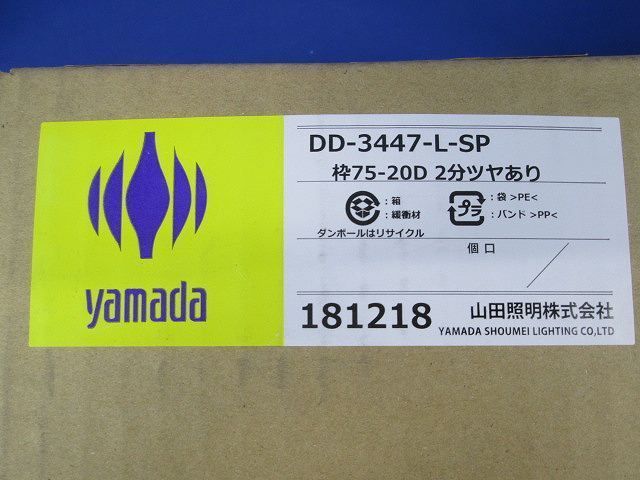 yamada
DD-3447-L-SP
枠75-20D 2分ツヤあり
:箱
:緩衝材
ダンボールはリサイクル
プラ
:袋 >PE<
:バンド >PP<
個口
181218
山田照明株式会社
YAMADA SHOUMEI LIGHTING CO,LTD